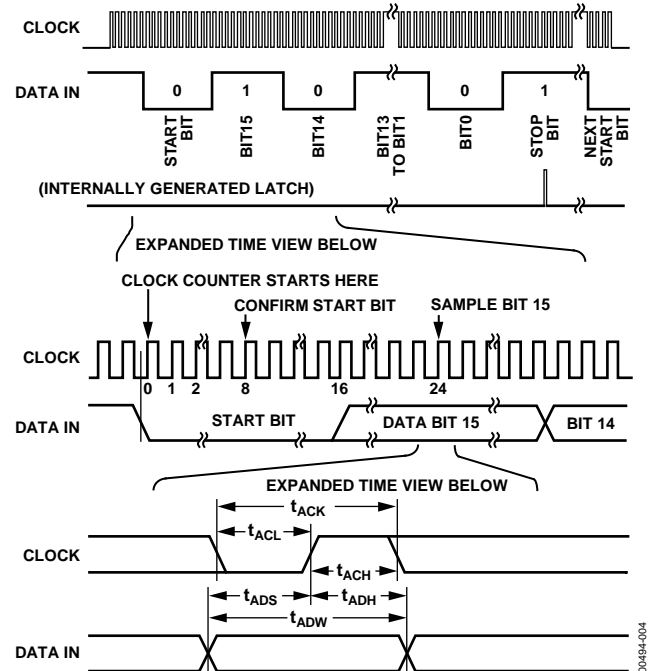 CLOCK
DATA IN
0 1 0 0 1
START BIT
BIT15
BIT14
BIT13 TO BIT1
BIT0
STOP BIT
NEXT START BIT
(INTERNALLY GENERATED LATCH)
EXPANDED TIME VIEW BELOW
CLOCK COUNTER STARTS HERE
CONFIRM START BIT
SAMPLE BIT 15
CLOCK
0 1 2 8 16 24
DATA IN
START BIT
DATA BIT 15
BIT 14
EXPANDED TIME VIEW BELOW
tACK
tACL
CLOCK
tACH
tADS
tADH
tADW
DATA IN
00494-004